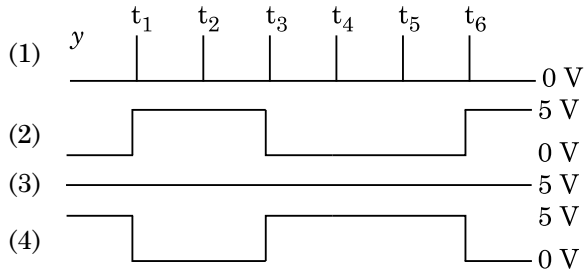 t1 t2 t3 t4 t5 t6
(1) y
0 V
5 V
(2) 0 V
(3) 5 V
5 V
(4) 0 V